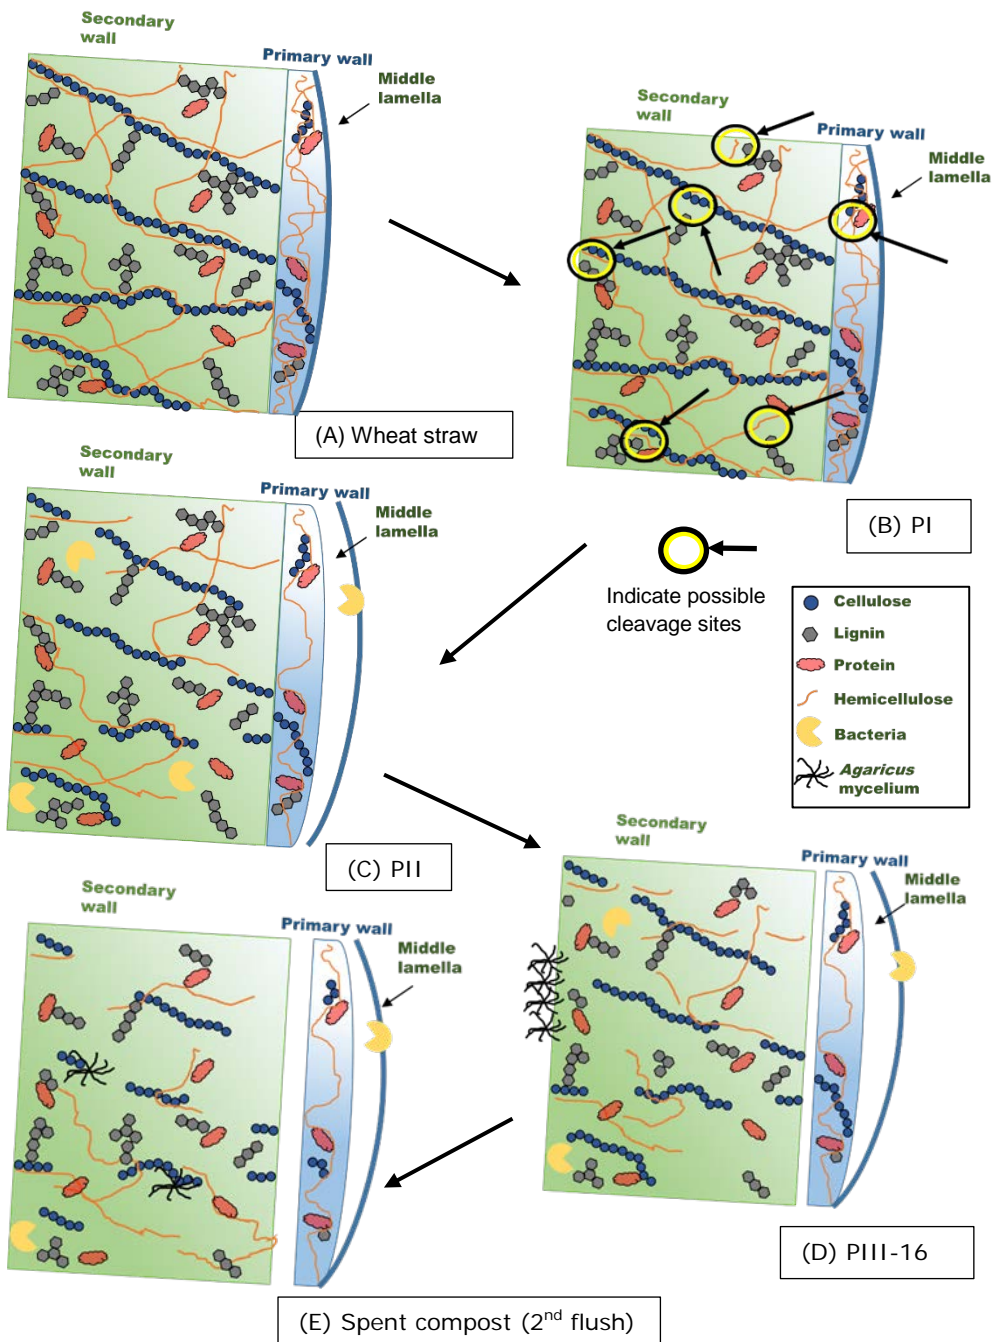 Secondary
wall
Primary wall
Middle
lamella
(A) Wheat straw
Secondary
wall
Primary wall
Middle
lamella
(B) PI
Secondary
wall
Primary wall
Middle
lamella
(C) PII
Indicate possible
cleavage sites
Cellulose
Lignin
Protein
Hemicellulose
Bacteria
Agaricus
mycelium
Secondary
wall
Primary wall
Middle
lamella
(D) PIII-16
Secondary
wall
Primary wall
Middle
lamella
(E) Spent compost (2nd flush)